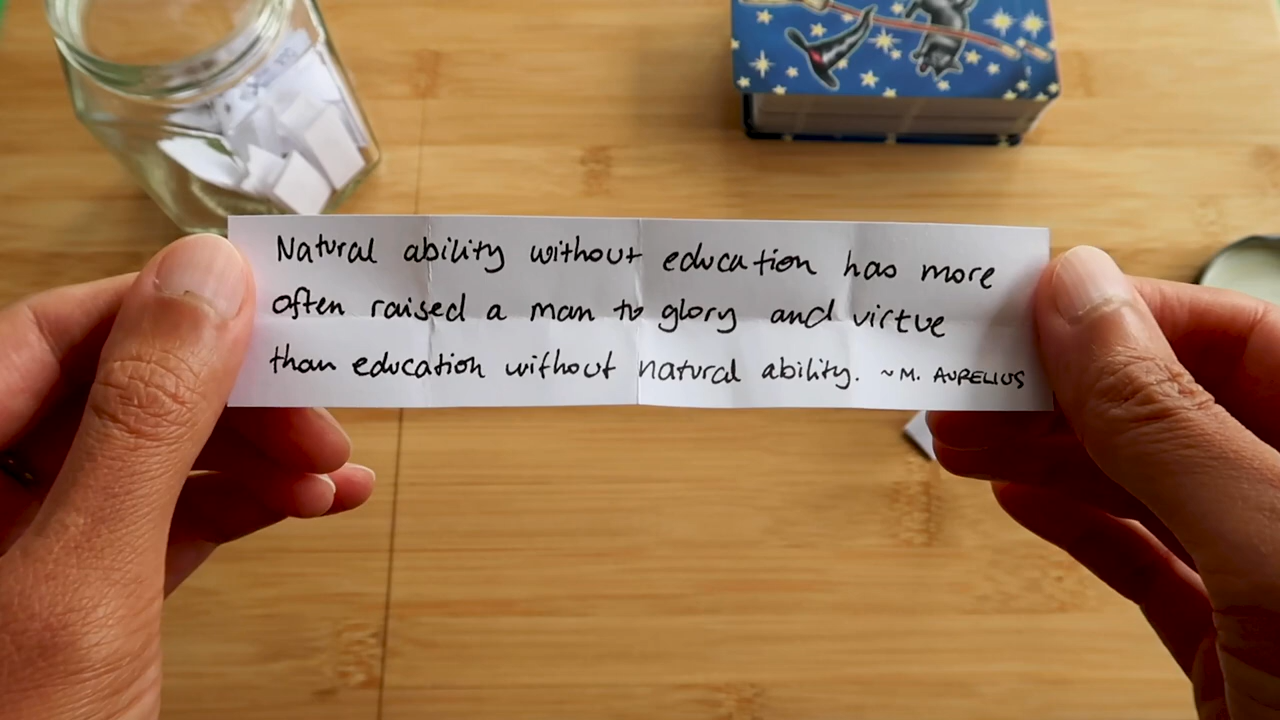 Natural ability without education has more
often raised a man to glory and virtue
than education without natural ability. ~M. AURELIUS